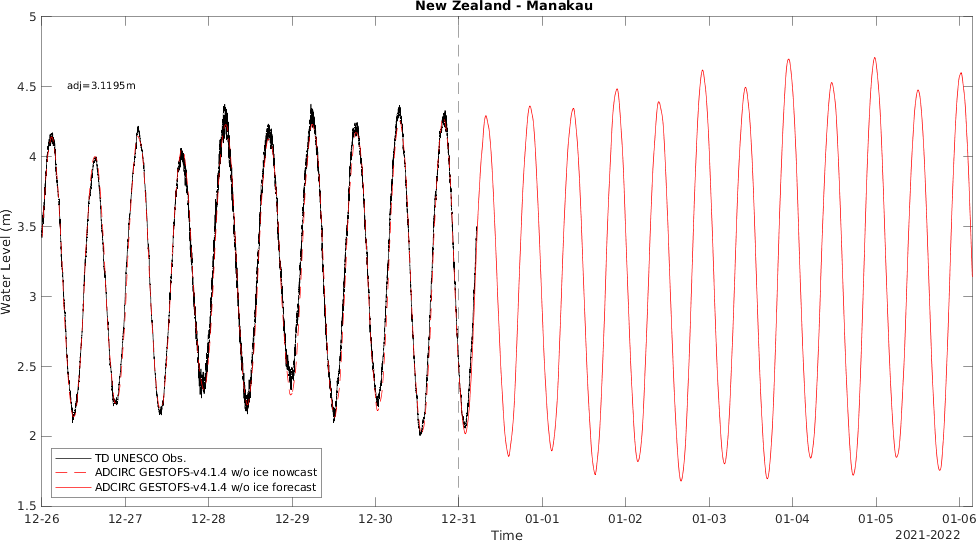 New Zealand - Manakau
5
4.5
4
3.5
3
2.5
2
1.5
Water Level (m)
adj=3.1195m
TD UNESCO Obs.
ADCIRC GESTOFS-v4.1.4 w/o ice nowcast
ADCIRC GESTOFS-v4.1.4 w/o ice forecast
12-26 12-27 12-28 12-29 12-30 12-31 01-01 01-02 01-03 01-04 01-05 01-06
Time
2021-2022